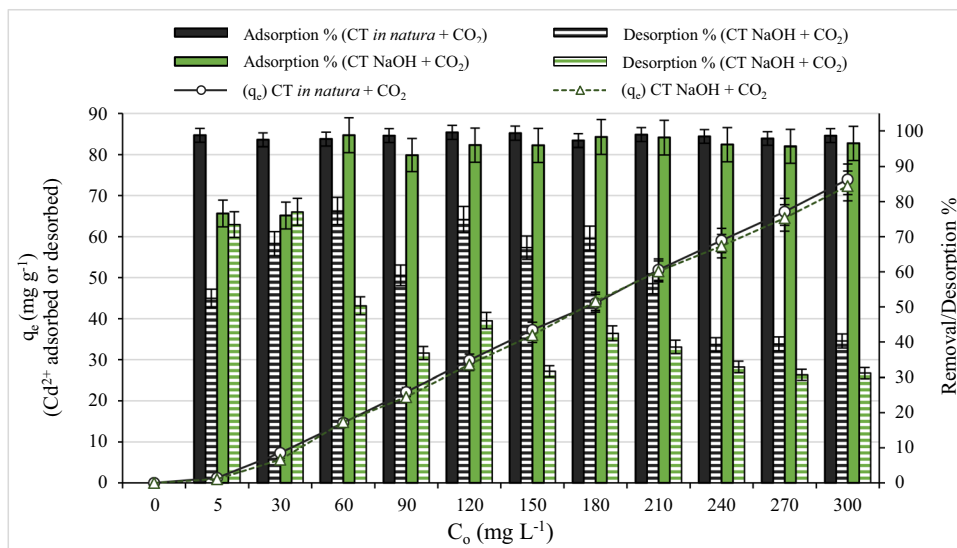 Adsorption % (CT in natura + CO2)
Desorption % (CT NaOH + CO2)
Adsorption % (CT NaOH + CO2)
Desorption % (CT NaOH + CO2)
(qe) CT in natura + CO2
(qe) CT NaOH + CO2
90
80
70
60
50
40
30
20
10
0
qe (mg g-1)
(Cd2+ adsorbed or desorbed)
100
90
80
70
60
50
40
30
20
10
0
Removal/Desorption %
0 5 30 60 90 120 150 180 210 240 270 300
Co (mg L-1)